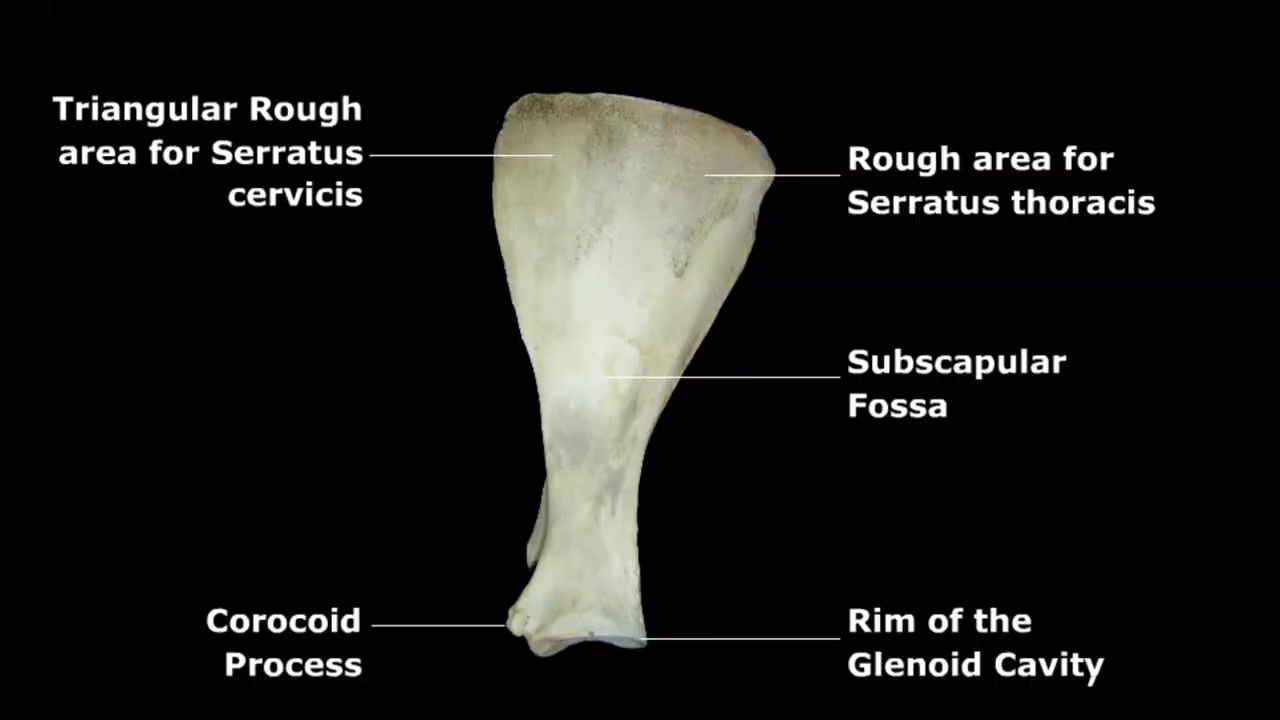 Triangular Rough
area for Serratus
cervicis
Rough area for
Serratus thoracis
Subscapular
Fossa
Corocoid
Process
Rim of the
Glenoid Cavity